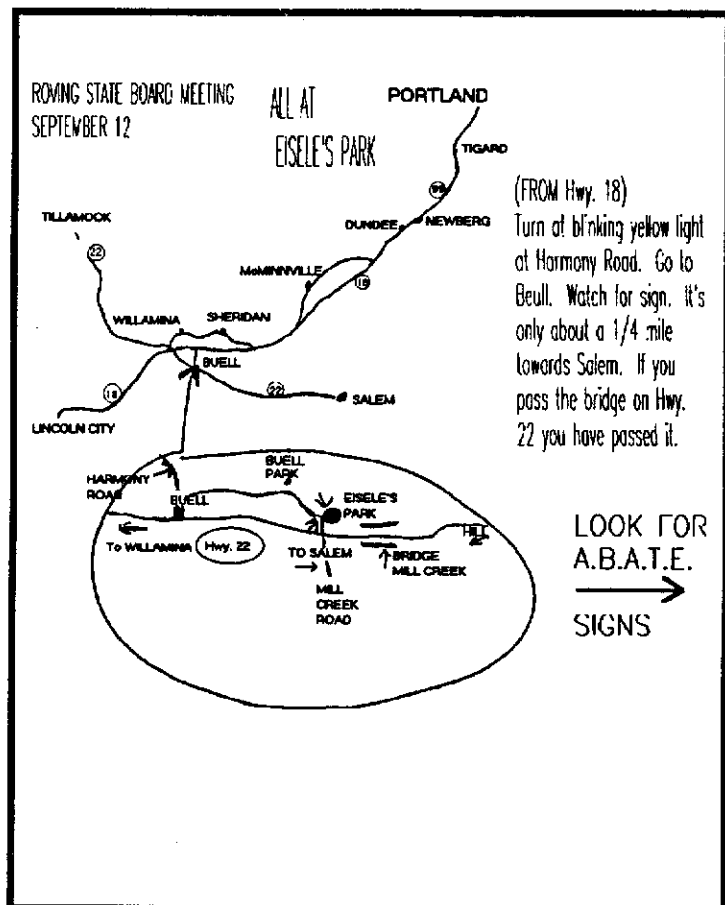 ROVING STATE BOARD MEETING
SEPTEMBER 12
ALL AT
EISELE'S PARK
PORTLAND
TIGARD
99
NEWBERG
DUNDEE
TILLAMOOK
22
McMINNVILLE
18
WILLAMINA
SHERIDAN
BUELL
22
SALEM
18
LINCOLN CITY
(FROM Hwy. 18)
Turn at blinking yellow light
at Harmony Road. Go to
Beull. Watch for sign. It's
only about a 1/4 mile
towards Salem. If you
pass the bridge on Hwy.
22 you have passed it.
HARMONY
ROAD
BUELL
BUELL
PARK
EISELE'S
PARK
HILL
To WILLAMINA
Hwy. 22
TO SALEM
BRIDGE
MILL CREEK
MILL
CREEK
ROAD
LOOK FOR
A.B.A.T.E.
SIGNS